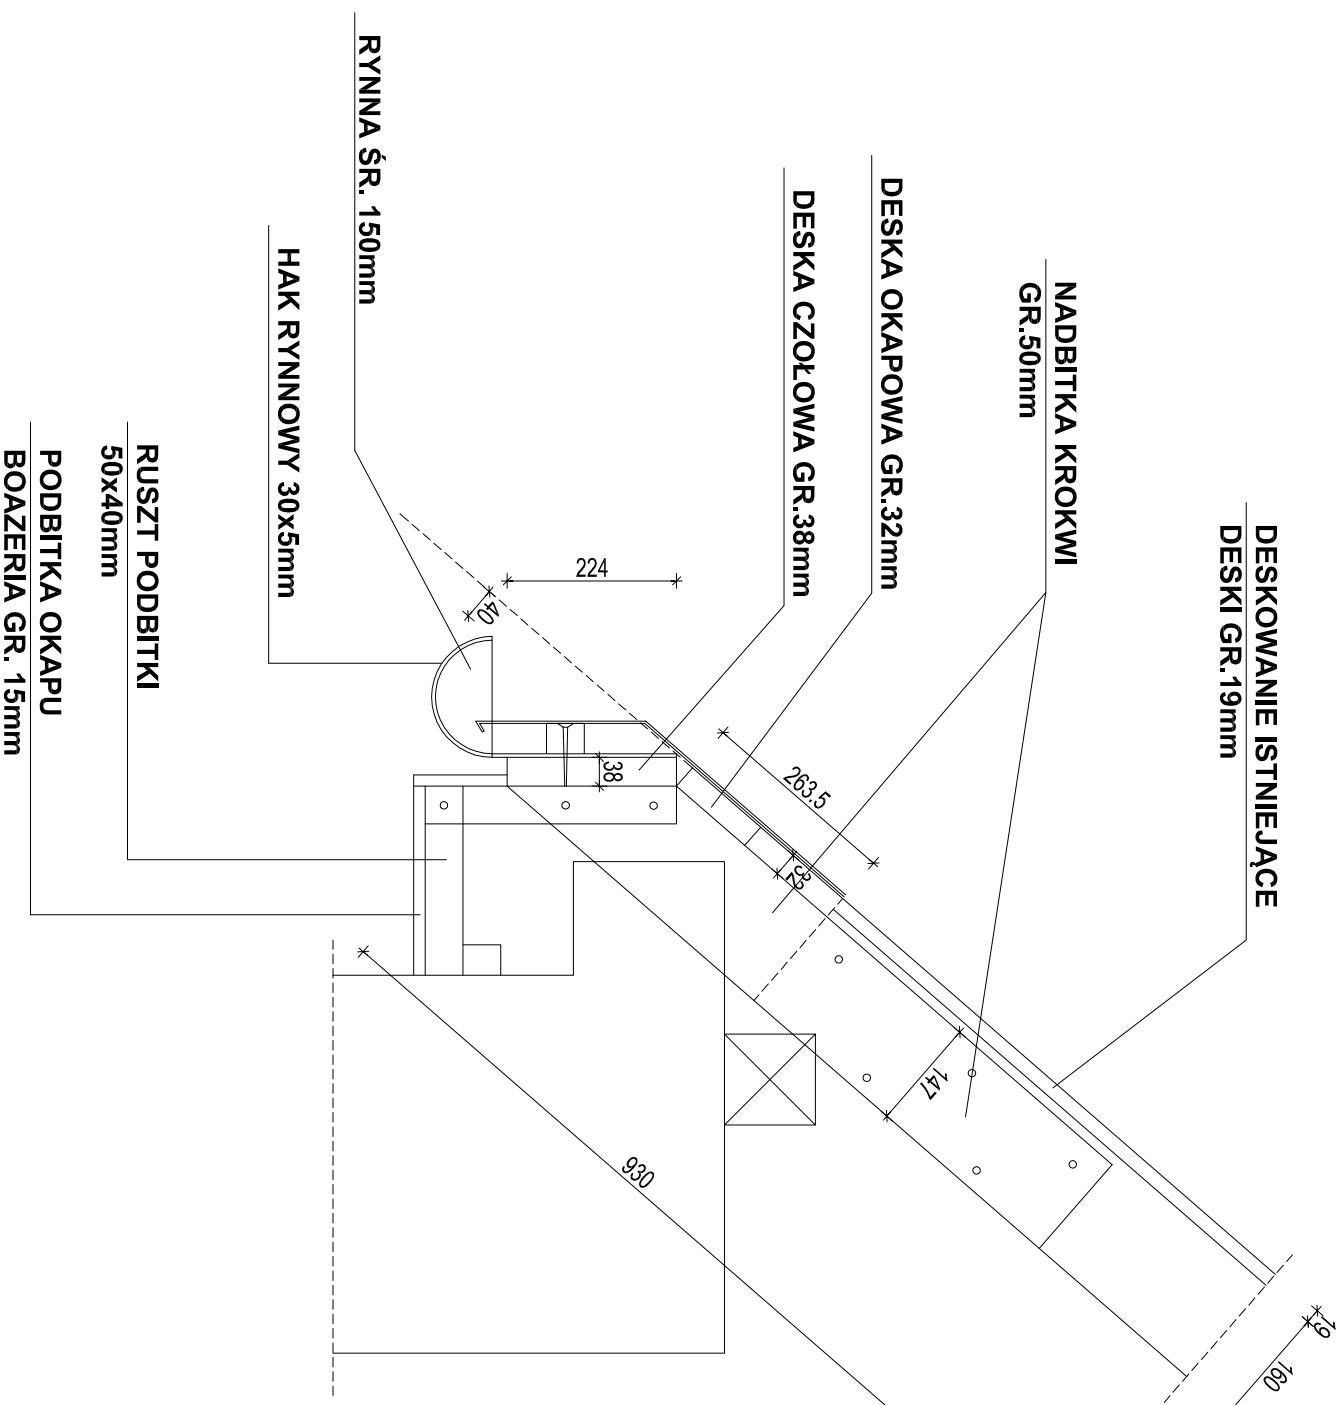 DESKOWANIE ISTNIEJĄCE
DESKI GR.19mm
NADBITKA KROKWI
GR.50mm
DESKA OKAPOWA GR.32mm
DESKA CZOŁOWA GR.38mm
RYNNA ŚR. 150mm
HAK RYNNOWY 30x5mm
RUSZT PODBITKI
50x40mm
PODBITKA OKAPU
BOAZERIA GR. 15mm
224
40
38
263.5
32
147
930
19
160